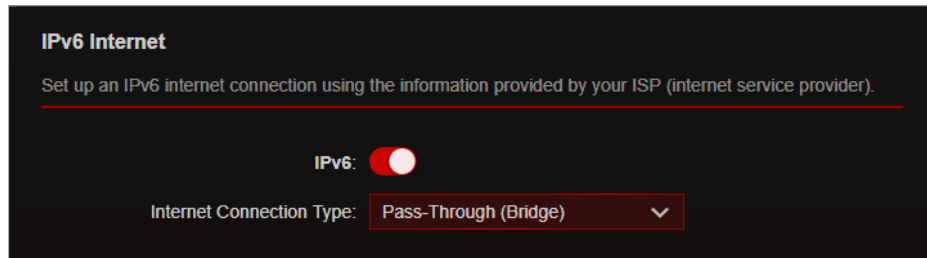 IPv6 Internet
Set up an IPv6 internet connection using the information provided by your ISP (internet service provider).
IPv6:
Internet Connection Type: Pass-Through (Bridge)